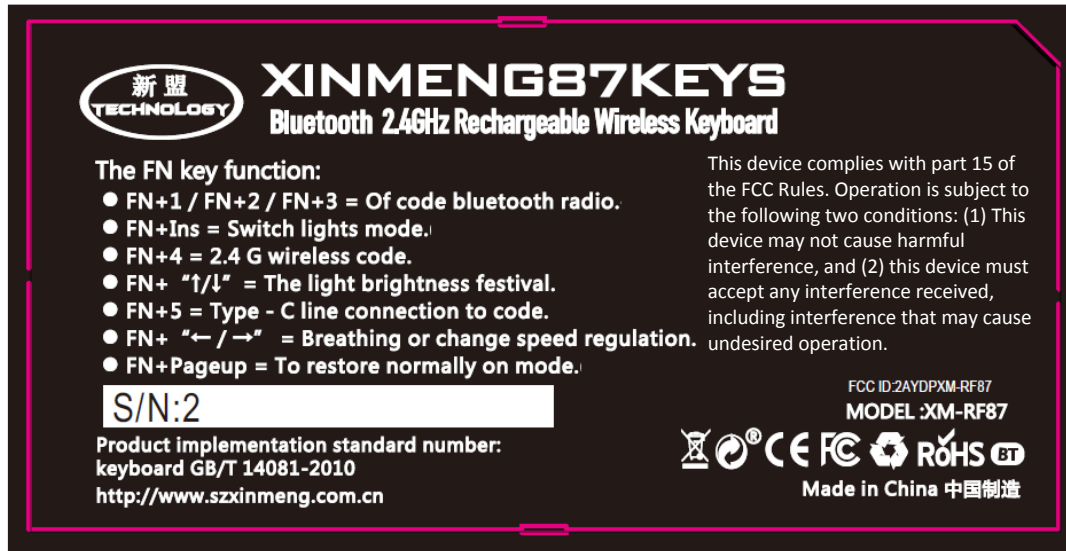 新盟
TECHNOLOGY
XINMENG87KEYS
Bluetooth 2.4GHz Rechargeable Wireless Keyboard
The FN key function:
● FN+1 / FN+2 / FN+3 = Of code bluetooth radio.
● FN+Ins = Switch lights mode.
● FN+4 = 2.4 G wireless code.
● FN+ “↑/↓” = The light brightness festival.
● FN+5 = Type - C line connection to code.
● FN+ “← / →” = Breathing or change speed regulation.
● FN+Pageup = To restore normally on mode.
S/N:2
Product implementation standard number:
keyboard GB/T 14081-2010
http://www.szxinmeng.com.cn
This device complies with part 15 of
the FCC Rules. Operation is subject to
the following two conditions: (1) This
device may not cause harmful
interference, and (2) this device must
accept any interference received,
including interference that may cause
undesired operation.
FCC ID:2AYDPXM-RF87
MODEL :XM-RF87
® CE FC RoHS BT
Made in China 中国制造